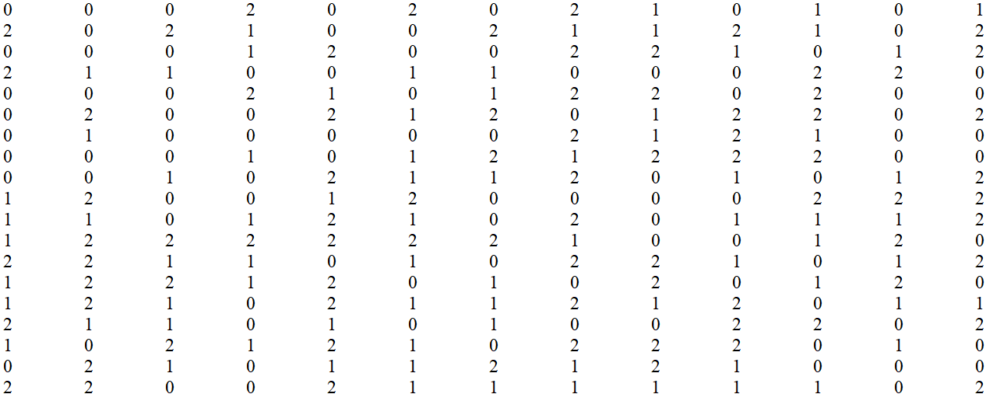 0 0 0 2 0 2 0 2 1 0 1 0 1
2 0 2 1 0 0 2 1 1 2 1 0 2
0 0 0 1 2 0 0 2 2 1 0 1 2
2 1 1 0 0 1 1 0 0 0 2 2 0
0 0 0 2 1 0 1 2 2 0 2 0 0
0 2 0 0 2 1 2 0 1 2 2 0 2
0 1 0 0 0 0 0 2 1 2 1 0 0
0 0 0 1 0 1 2 1 2 2 2 0 0
0 0 1 0 2 1 1 2 0 1 0 1 2
1 2 0 0 1 2 0 0 0 0 2 2 2
1 1 0 1 2 1 0 2 0 1 1 1 2
1 2 2 2 2 2 2 1 0 0 1 2 0
2 2 1 1 0 1 0 2 2 1 0 1 2
1 2 2 1 2 0 1 0 2 0 1 2 0
1 2 1 0 2 1 1 2 1 2 0 1 1
2 1 1 0 1 0 1 0 0 2 2 0 2
1 0 2 1 2 1 0 2 2 2 0 1 0
0 2 1 0 1 1 2 1 2 1 0 0 0
2 2 0 0 2 1 1 1 1 1 1 0 2